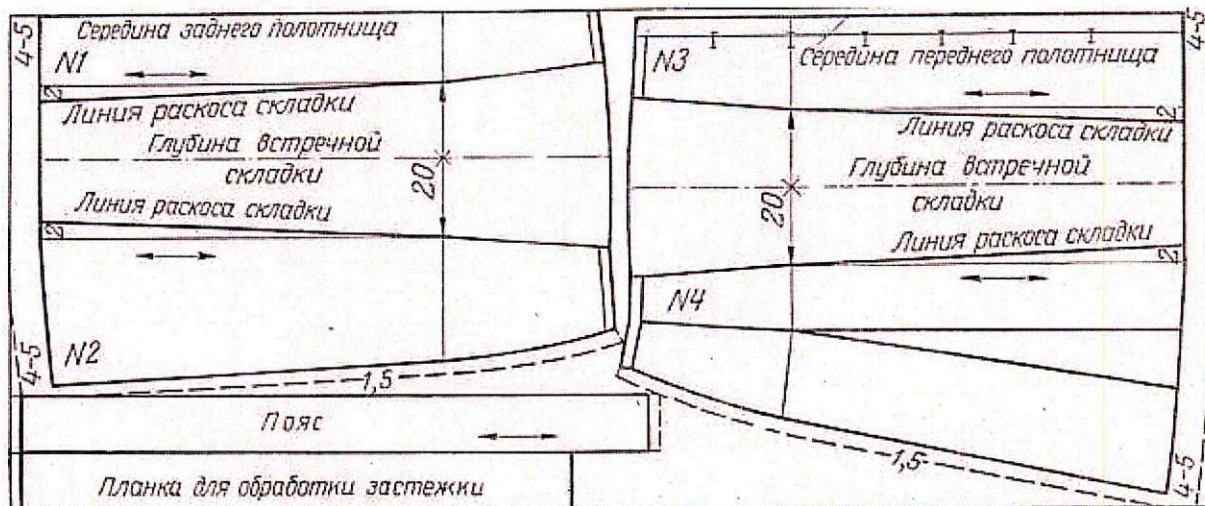 4-5
Середина заднего полотнища
N1
2
Линия раскоса складки
Глубина встречной
складки
20
Линия раскоса складки
2
N2
4-5
1,5
Пояс
Планка для обработки застежки
4-5
N3
Середина переднего полотнища
2
Линия раскоса складки
Глубина встречной
складки
20
Линия раскоса складки
2
N4
1,5
4-5